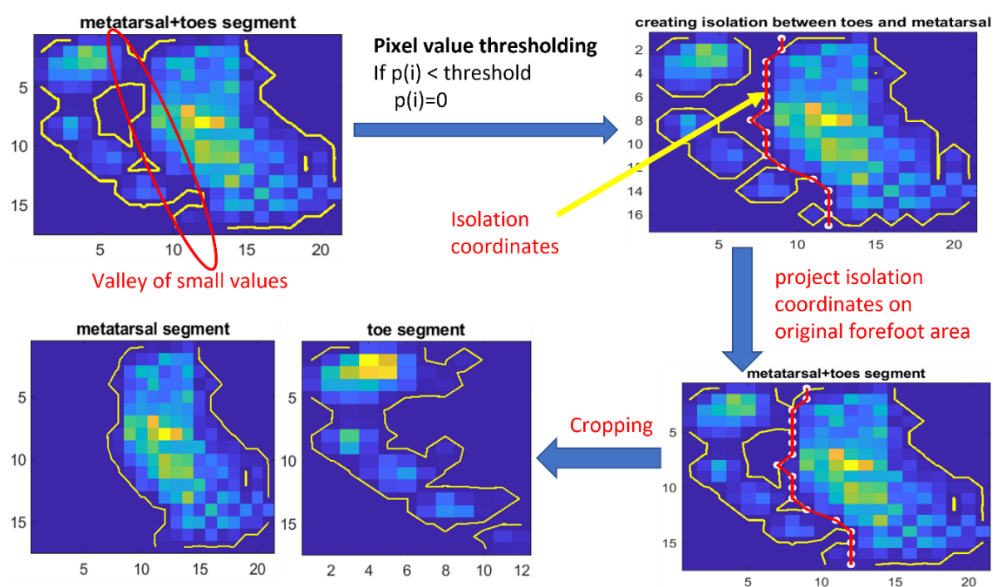 metatarsal+toes segment
5
10
15
5
10
15
20
Valley of small values
Pixel value thresholding
If p(i) < threshold
p(i)=0
creating isolation between toes and metatarsal
2
4
6
8
10
12
14
16
5
10
15
20
Isolation
coordinates
project isolation
coordinates on
original forefoot area
metatarsal+toes segment
5
10
15
5
10
15
20
Cropping
toe segment
5
10
15
2
4
6
8
10
12
metatarsal segment
5
10
15
5
10
15
20